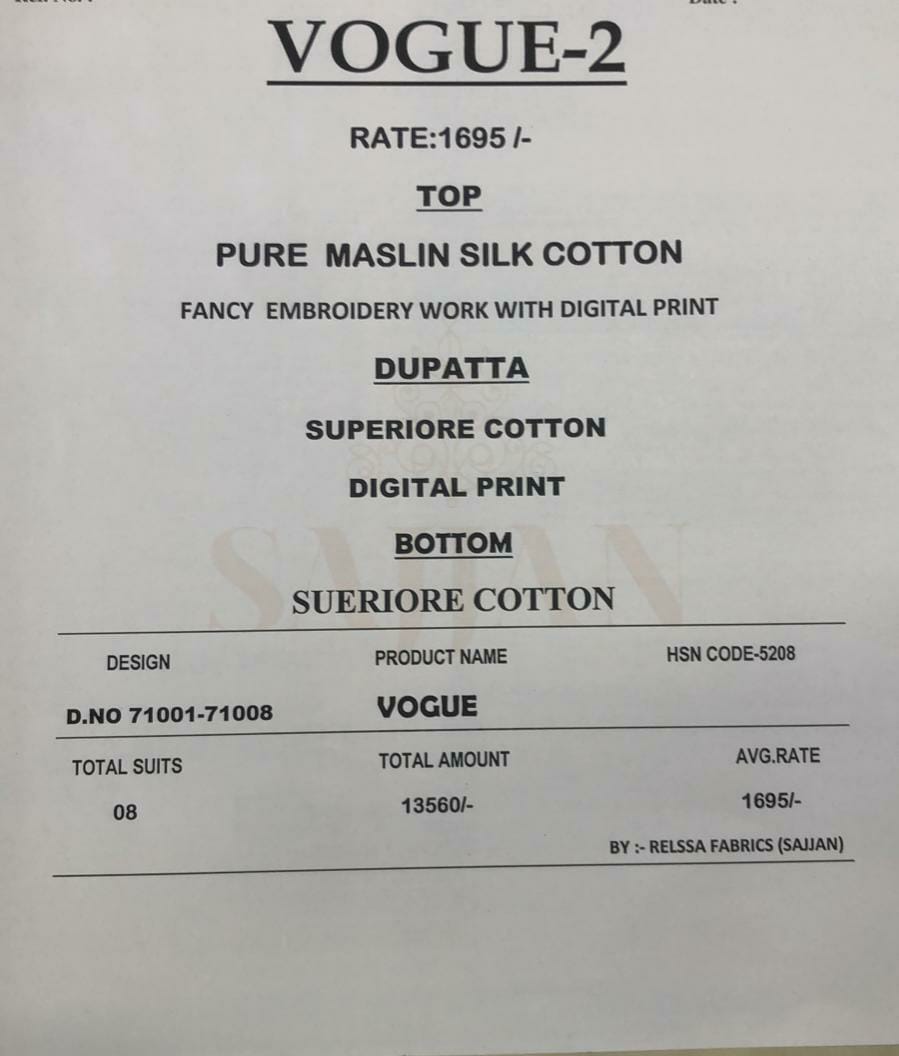 VOGUE-2
RATE:1695 /-
TOP
PURE MASLIN SILK COTTON
FANCY EMBROIDERY WORK WITH DIGITAL PRINT
DUPATTA
SUPERIORE COTTON
DIGITAL PRINT
BOTTOM
SAJJAN
SUERIORE COTTON
DESIGN PRODUCT NAME HSN CODE-5208
D.NO 71001-71008 VOGUE
TOTAL SUITS TOTAL AMOUNT AVG.RATE
08 13560/- 1695/-
BY :- RELSSA FABRICS (SAJJAN)